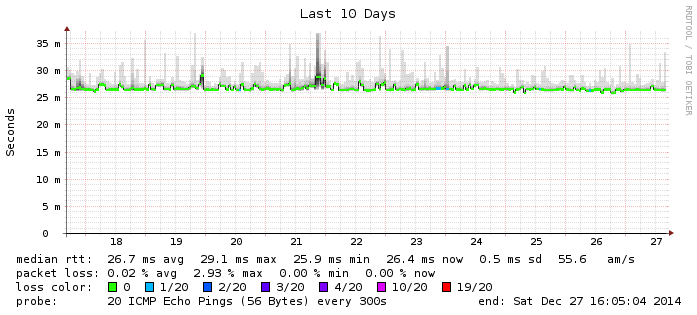 Last 10 Days
RRDTOOL / TOBI OETIKER
Seconds
35 m
30 m
25 m
20 m
15 m
10 m
5 m
0
18 19 20 21 22 23 24 25 26 27
median rtt: 26.7 ms avg 29.1 ms max 25.9 ms min 26.4 ms now 0.5 ms sd 55.6 am/s
packet loss: 0.02 % avg 2.93 % max 0.00 % min 0.00 % now
loss color: 0 1/20 2/20 3/20 4/20 10/20 19/20
probe: 20 ICMP Echo Pings (56 Bytes) every 300s end: Sat Dec 27 16:05:04 2014